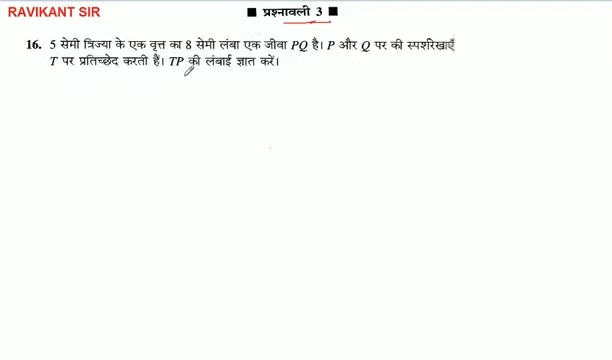 RAVIKANT SIR
■ प्रश्नावली 3 ■
16. 5 सेमी त्रिज्या के एक वृत्त का 8 सेमी लंबा एक जीवा PQ है। P और Q पर की स्पर्शरेखाएँ
T पर प्रतिच्छेद करती हैं। TP की लंबाई ज्ञात करें।